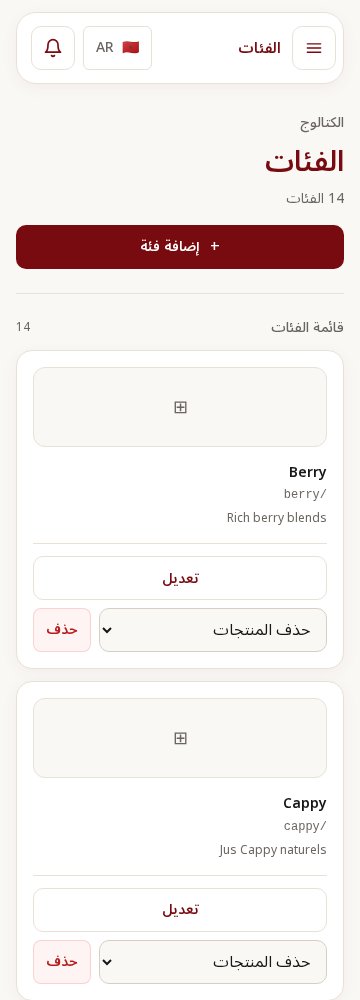 الفئات
AR
الكتالوج
الفئات
14 الفئات
+ إضافة فئة
قائمة الفئات
14
Berry
berry/
Rich berry blends
تعديل
حذف المنتجات
حذف
Cappy
cappy/
Jus Cappy naturels
تعديل
حذف المنتجات
حذف